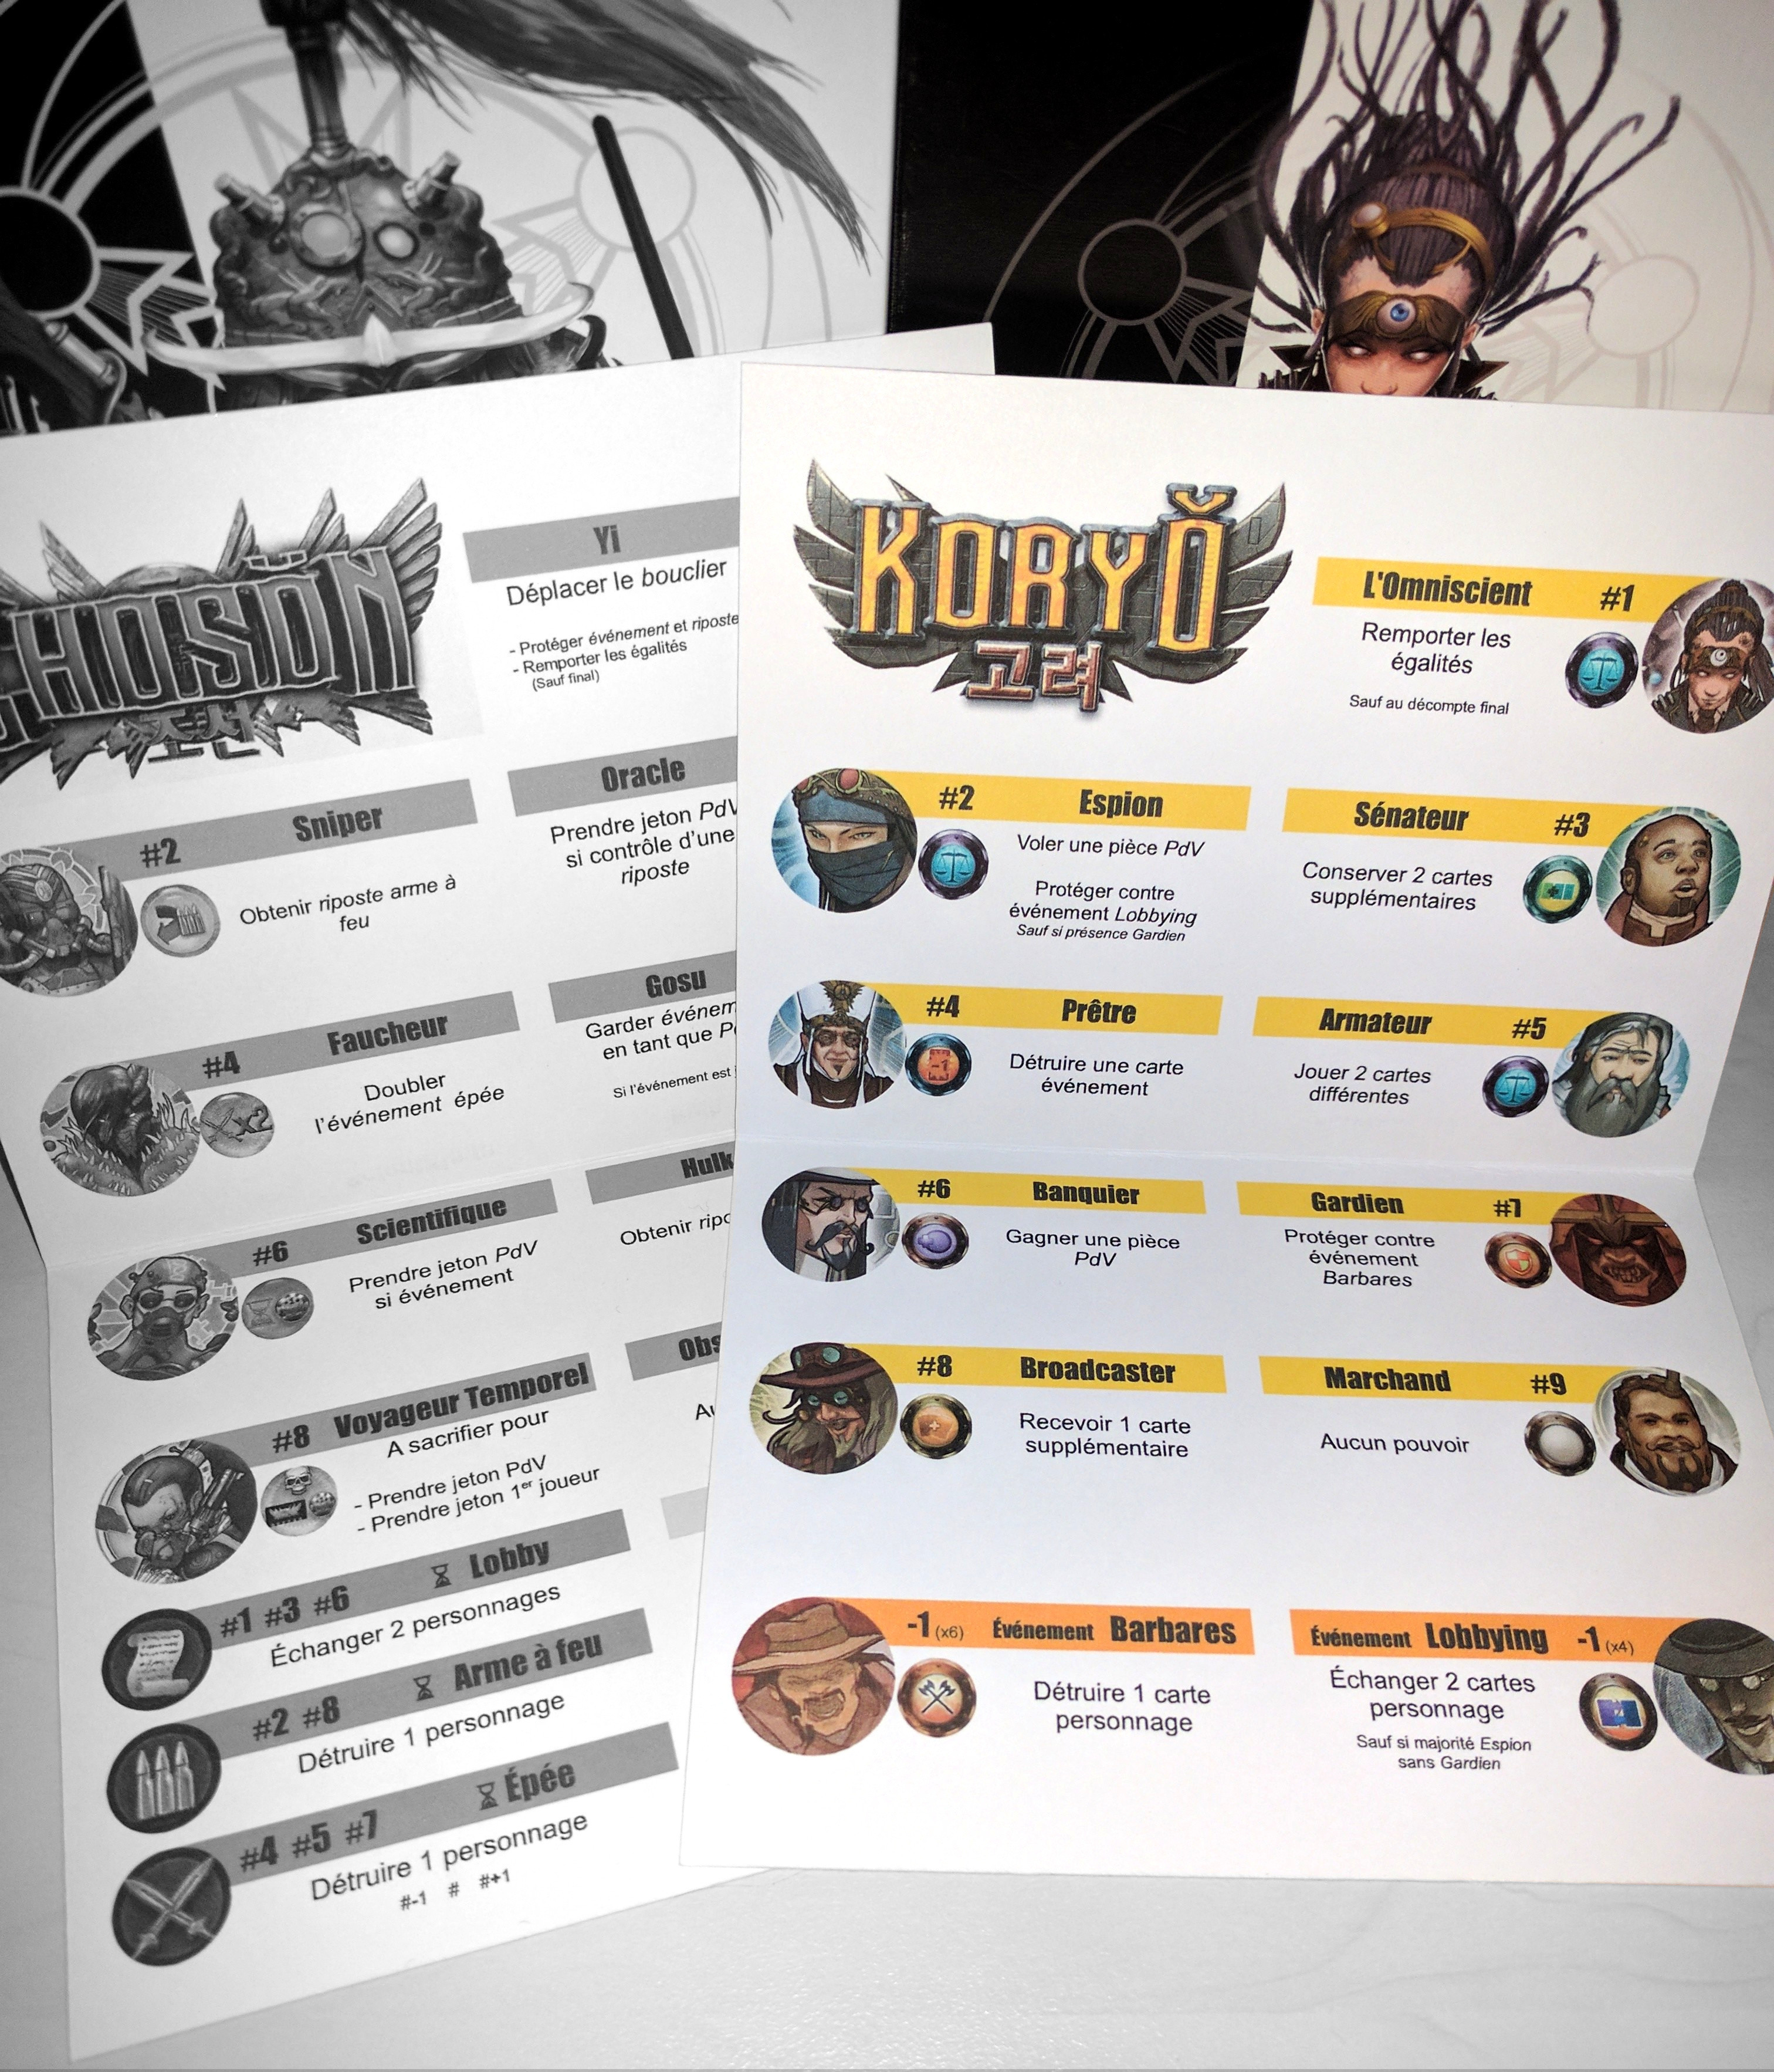 Yi
Déplacer le bouclier
- Protéger événement et riposte
- Remporter les égalités
(Sauf final)
#2 Sniper
Obtenir riposte arme à
feu
Oracle
Prendre jeton PdV
si contrôle d'une
riposte
#4 Faucheur
Doubler
l'événement épée
Gosu
Garder
en tant que
Si l'événement est
#6 Scientifique
Prendre jeton PdV
si événement
Hulk
Obtenir
#8 Voyageur Temporel
A sacrifier pour
- Prendre jeton PdV
- Prendre jeton 1er joueur
#1 #3 #6 Lobby
Échanger 2 personnages
#2 #8 Arme à feu
Détruire 1 personnage
#4 #5 #7 Épée
Détruire 1 personnage
#-1 # #+1
x2
KORYŎ
고려
L'Omniscient #1
Remporter les
égalités
Sauf au décompte final
#2 Espion
Voler une pièce PdV
Protéger contre
événement Lobbying
Sauf si présence Gardien
Sénateur #3
Conserver 2 cartes
supplémentaires
#4 Prêtre
-1
Détruire une carte
événement
Armateur #5
Jouer 2 cartes
différentes
#6 Banquier
Gagner une pièce
PdV
Gardien #7
Protéger contre
événement
Barbares
#8 Broadcaster
Recevoir 1 carte
supplémentaire
Marchand #9
Aucun pouvoir
-1 (x6) Événement Barbares
Détruire 1 carte
personnage
Événement Lobbying -1 (x4)
Échanger 2 cartes
personnage
Sauf si majorité Espion
sans Gardien